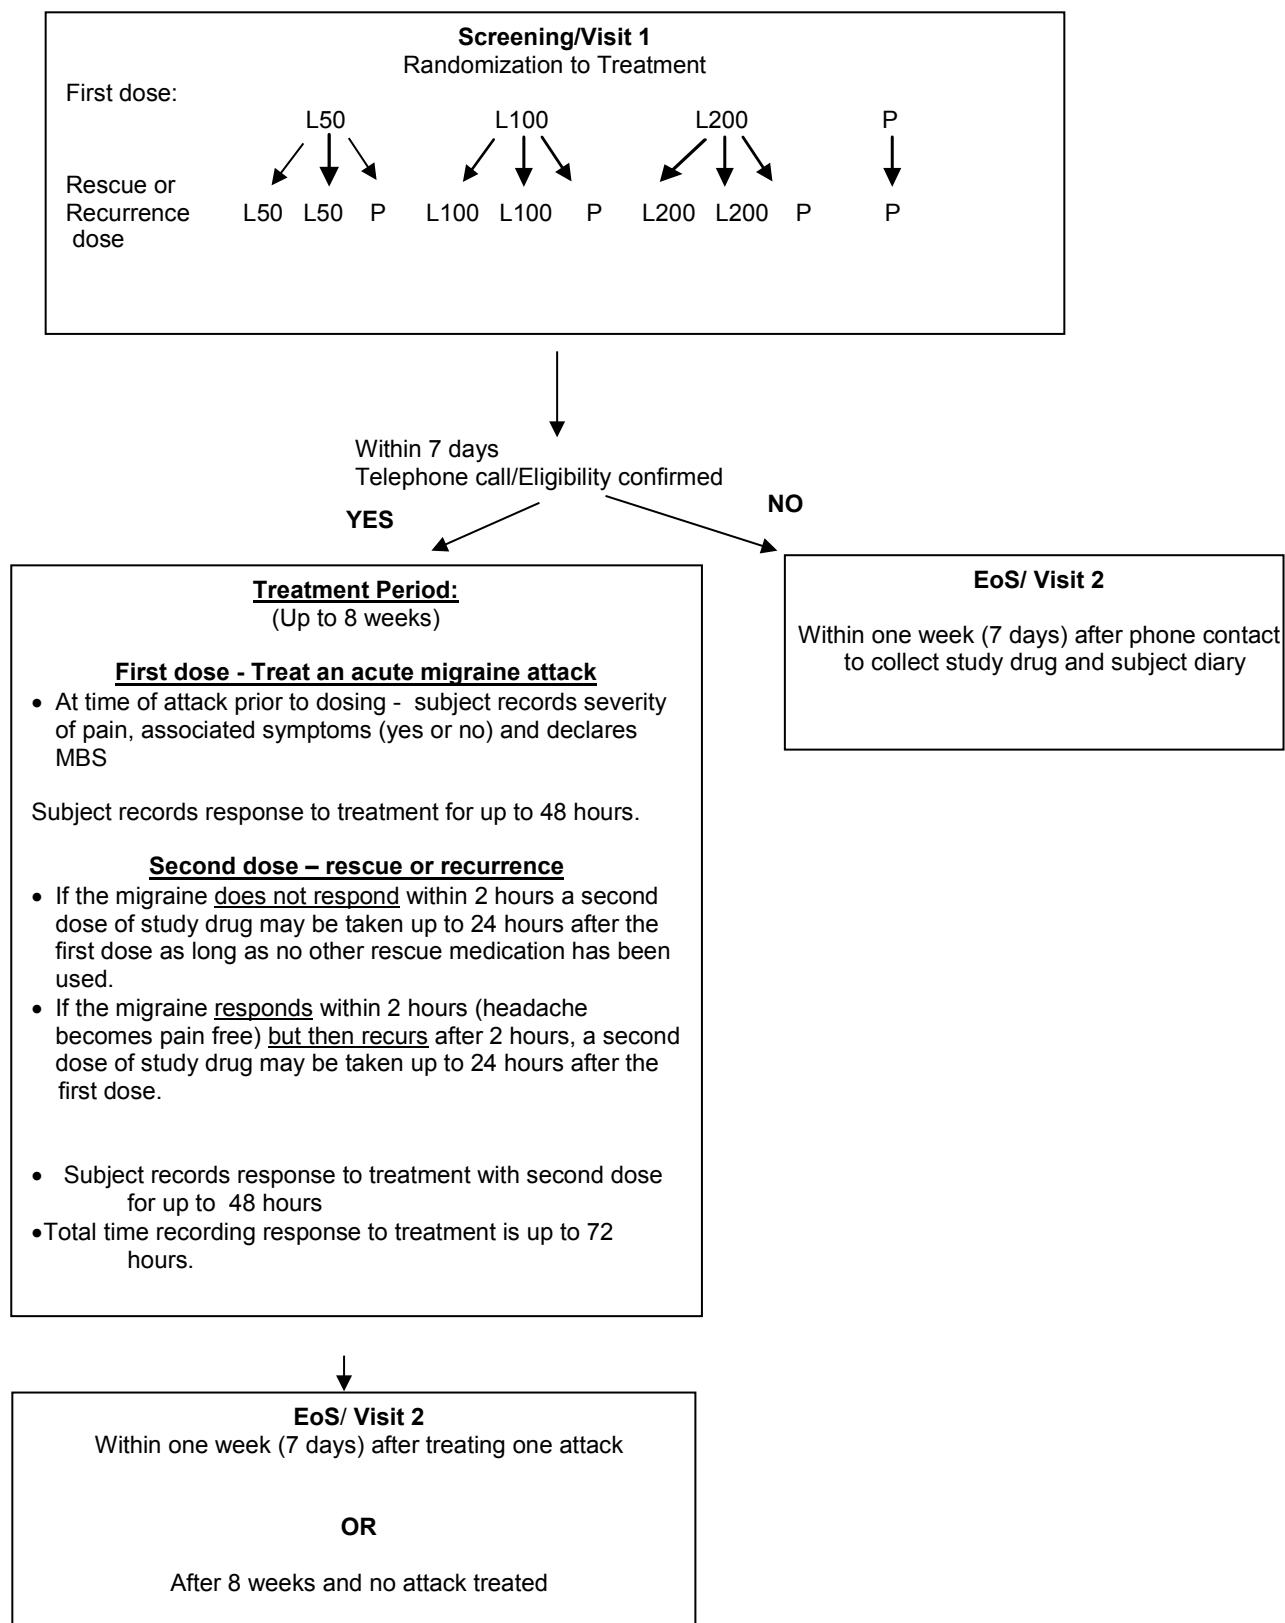 Screening/Visit 1
Randomization to Treatment
First dose:
L50 L100 L200 P
Rescue or
Recurrence
dose
L50 L50 P L100 L100 P L200 L200 P P
Within 7 days
Telephone call/Eligibility confirmed
YES
NO
Treatment Period:
(Up to 8 weeks)
First dose - Treat an acute migraine attack
• At time of attack prior to dosing - subject records severity
of pain, associated symptoms (yes or no) and declares
MBS
Subject records response to treatment for up to 48 hours.
Second dose – rescue or recurrence
• If the migraine does not respond within 2 hours a second
dose of study drug may be taken up to 24 hours after the
first dose as long as no other rescue medication has been
used.
• If the migraine responds within 2 hours (headache
becomes pain free) but then recurs after 2 hours, a second
dose of study drug may be taken up to 24 hours after the
first dose.
• Subject records response to treatment with second dose
for up to 48 hours
•Total time recording response to treatment is up to 72
hours.
EoS/ Visit 2
Within one week (7 days) after phone contact
to collect study drug and subject diary
EoS/ Visit 2
Within one week (7 days) after treating one attack
OR
After 8 weeks and no attack treated